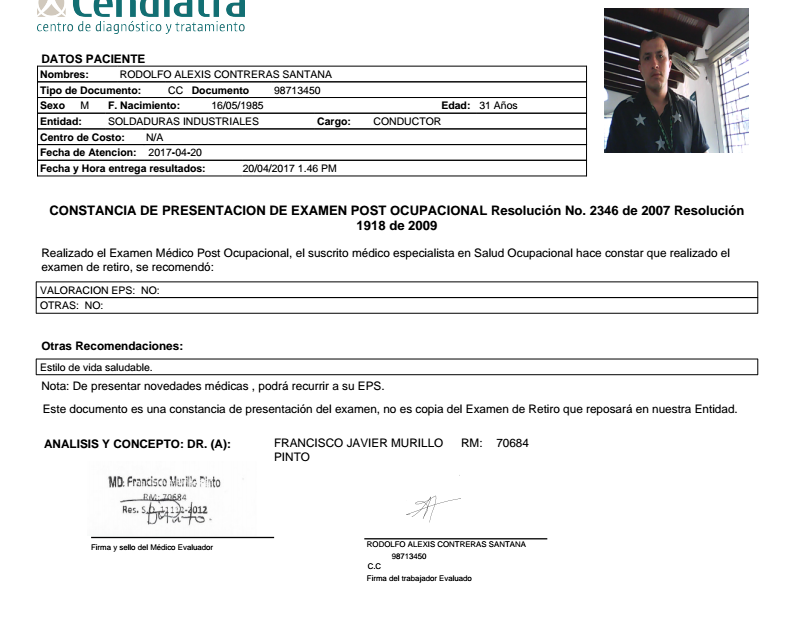 Cendiatra
centro de diagnóstico y tratamiento
DATOS PACIENTE
Nombres: RODOLFO ALEXIS CONTRERAS SANTANA
Tipo de Documento: CC Documento 98713450
Sexo M F. Nacimiento: 16/05/1985 Edad: 31 Años
Entidad: SOLDADURAS INDUSTRIALES Cargo: CONDUCTOR
Centro de Costo: N/A
Fecha de Atencion: 2017-04-20
Fecha y Hora entrega resultados: 20/04/2017 1.46 PM
CONSTANCIA DE PRESENTACION DE EXAMEN POST OCUPACIONAL Resolución No. 2346 de 2007 Resolución
1918 de 2009
Realizado el Examen Médico Post Ocupacional, el suscrito médico especialista en Salud Ocupacional hace constar que realizado el
examen de retiro, se recomendó:
VALORACION EPS: NO:
OTRAS: NO:
Otras Recomendaciones:
Estilo de vida saludable.
Nota: De presentar novedades médicas , podrá recurrir a su EPS.
Este documento es una constancia de presentación del examen, no es copia del Examen de Retiro que reposará en nuestra Entidad.
ANALISIS Y CONCEPTO: DR. (A): FRANCISCO JAVIER MURILLO RM: 70684
PINTO
MD: Francisco Murillo Pinto
RM: 70684
Res. S.O.
Firma y sello del Médico Evaluador
RODOLFO ALEXIS CONTRERAS SANTANA
98713450
C.C
Firma del trabajador Evaluado